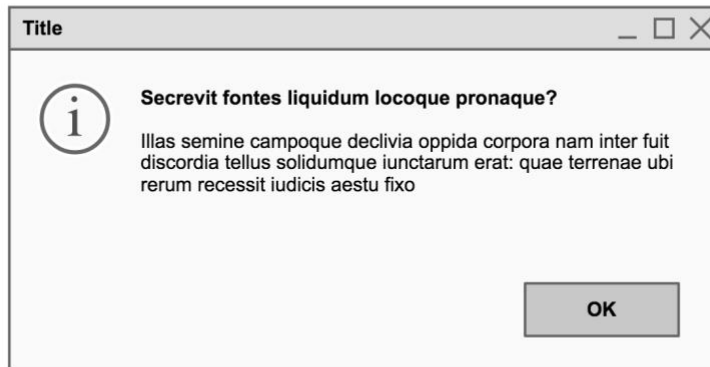 Title
Secrevit fontes liquidum locoque pronaque?
Illas semine campoque declivia oppida corpora nam inter fuit
discordia tellus solidumque iunctarum erat: quae terrenae ubi
rerum recessit iudicis aestu fixo
OK